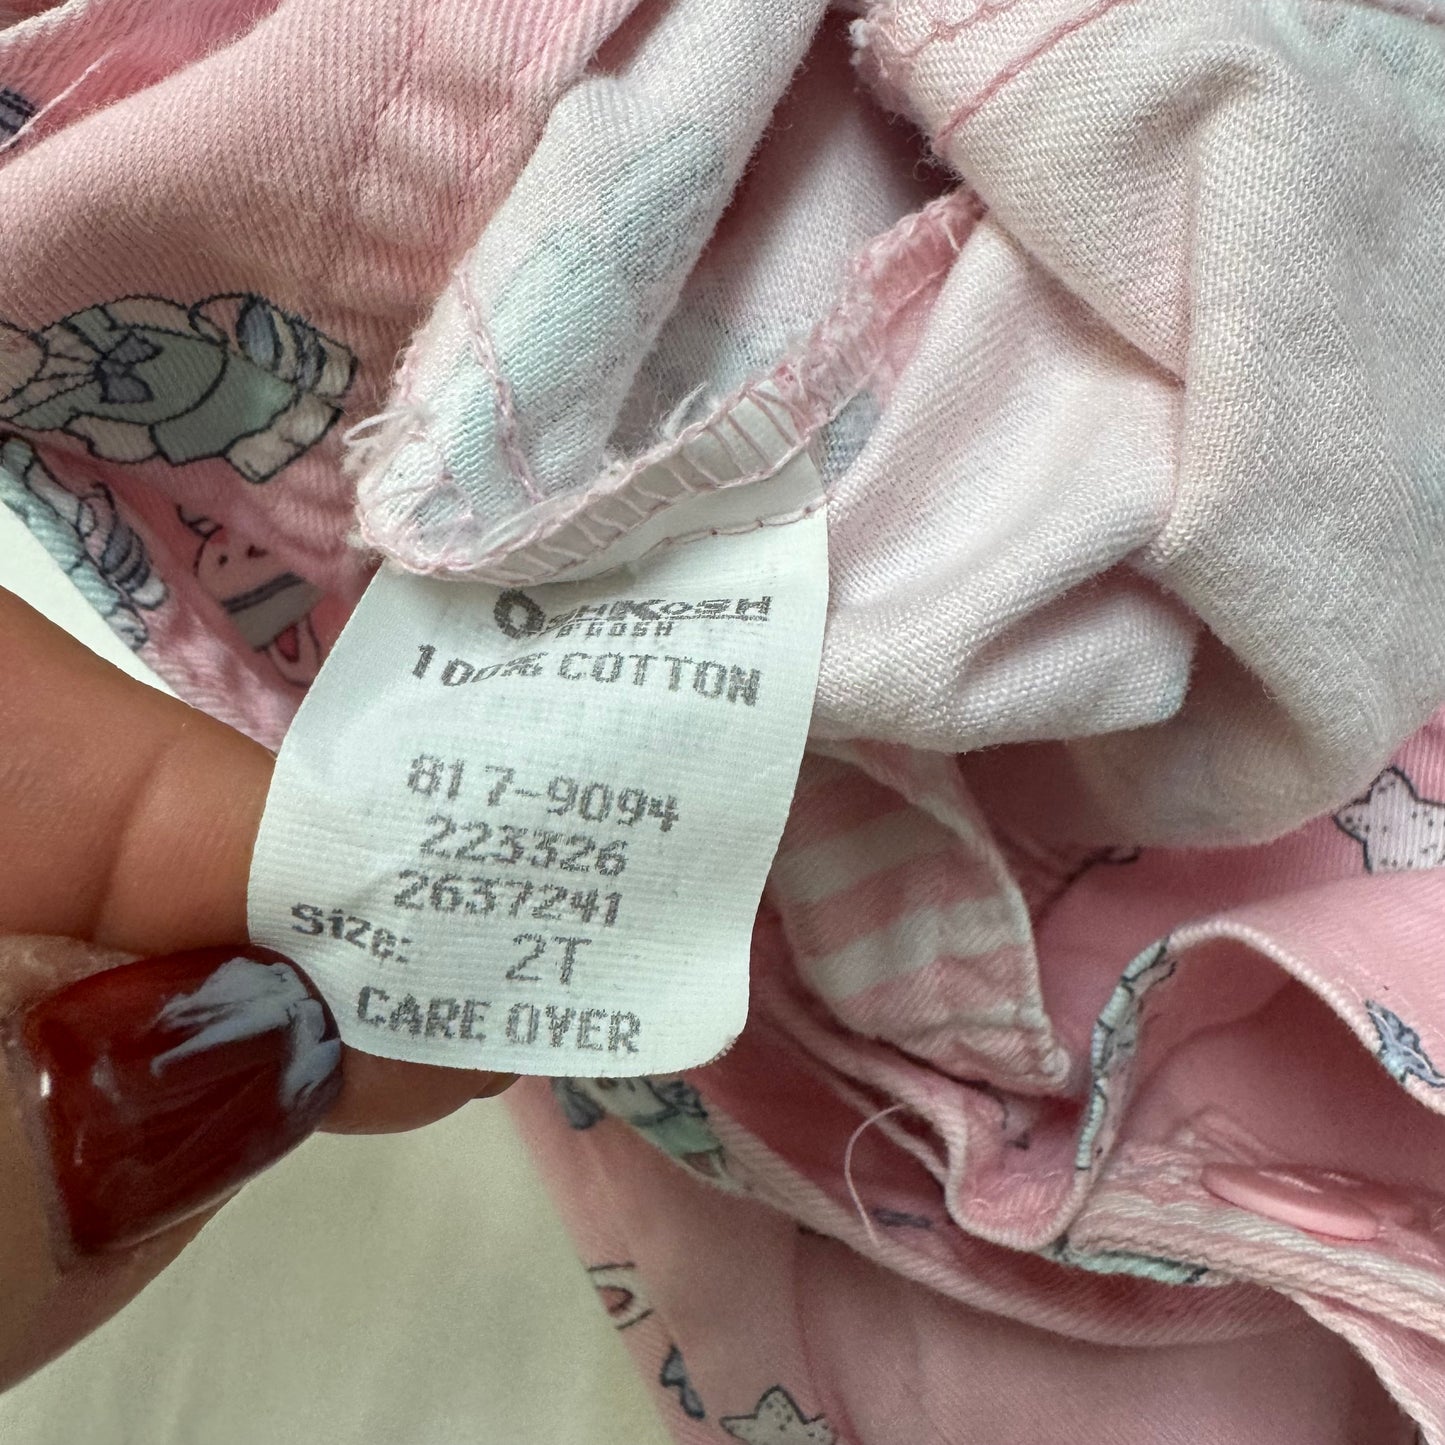 OSHKOSH
B'GOSH
100% COTTON
817-9094
223326
2637241
Size: 2T
CARE OVER